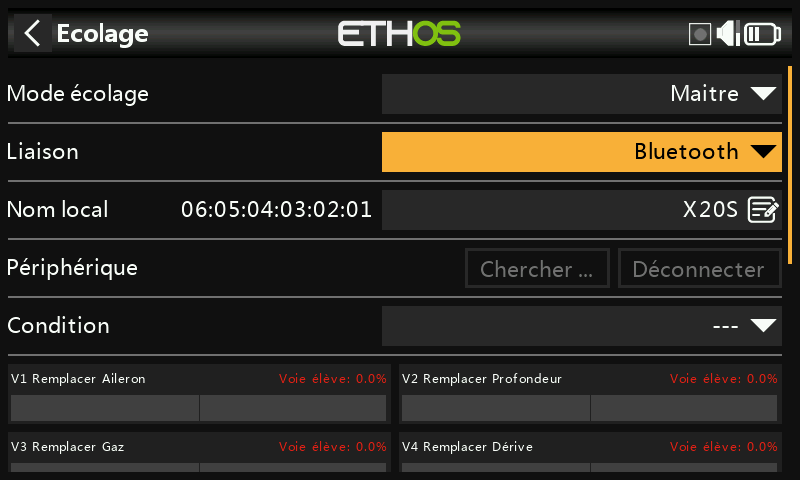 Ecolage
ETHOS
Mode écolage Maitre
Liaison Bluetooth
Nom local 06:05:04:03:02:01 X20S
Périphérique Chercher ... Déconnecter
Condition ---
V1 Remplacer Aileron Voie élève: 0.0% V2 Remplacer Profondeur Voie élève: 0.0%
V3 Remplacer Gaz Voie élève: 0.0% V4 Remplacer Dérive Voie élève: 0.0%